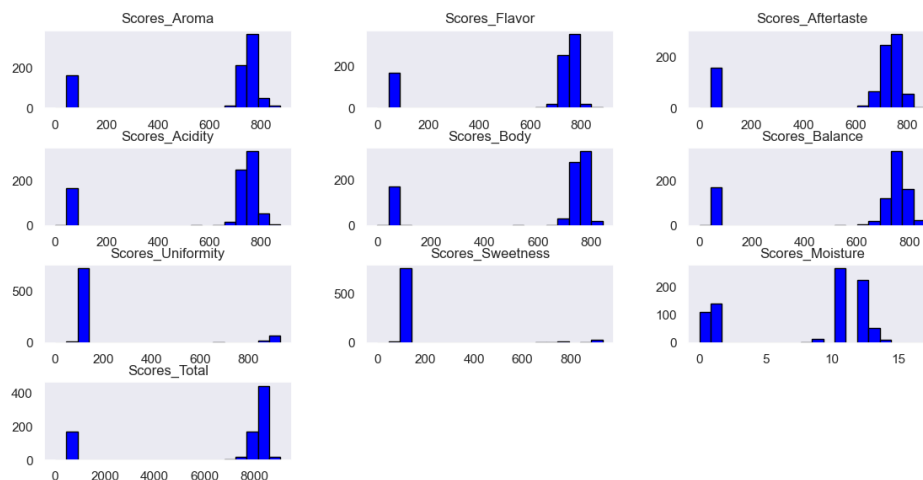 Scores_Aroma Scores_Flavor Scores_Aftertaste
200 200 200
0 0 0
0 200 400 600 800 0 200 400 600 800 0 200 400 600 800
Scores_Acidity Scores_Body Scores_Balance
200 200 200
0 0 0
0 200 400 600 800 0 200 400 600 800 0 200 400 600 800
Scores_Uniformity Scores_Sweetness Scores_Moisture
500 500 200
100
0 0 0
0 200 400 600 800 0 200 400 600 800 0 5 10 15
Scores_Total
400
200
0
0 2000 4000 6000 8000